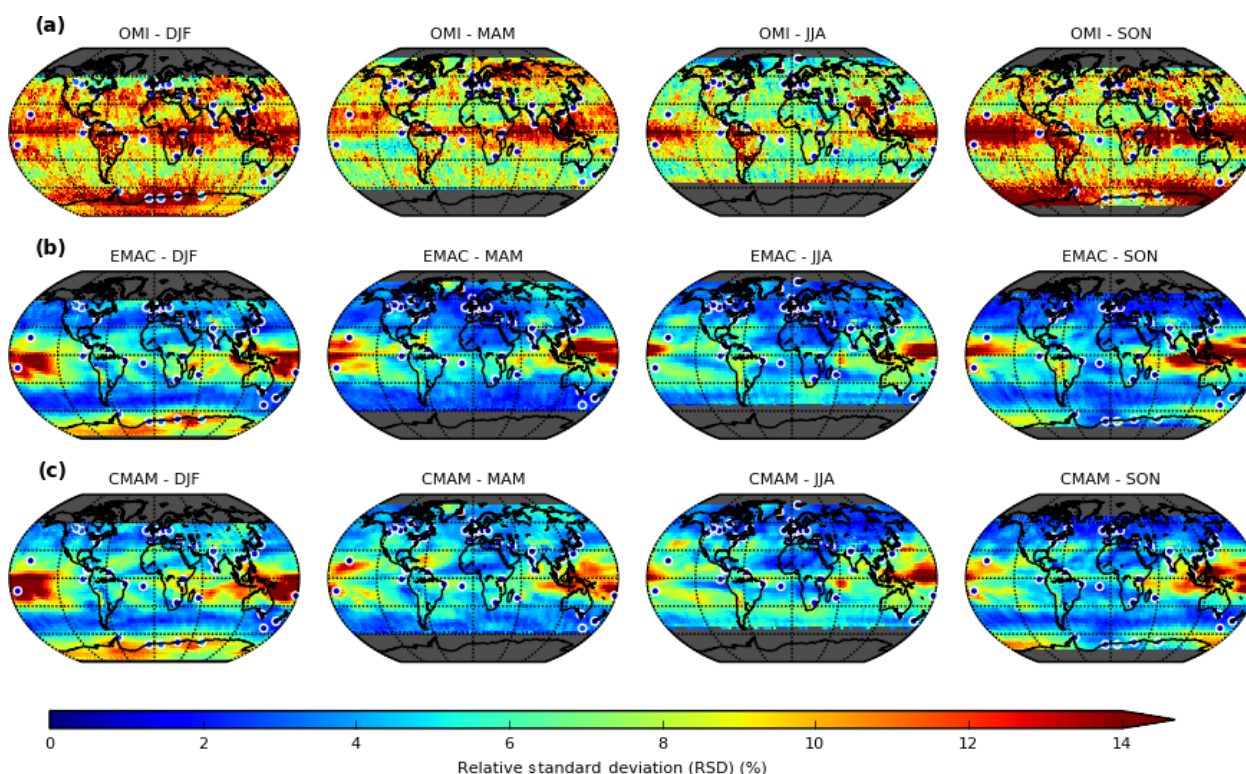 (a)
OMI - DJF OMI - MAM OMI - JJA OMI - SON
(b)
EMAC - DJF EMAC - MAM EMAC - JJA EMAC - SON
(c)
CMAM - DJF CMAM - MAM CMAM - JJA CMAM - SON
0 2 4 6 8 10 12 14
Relative standard deviation (RSD) (%)